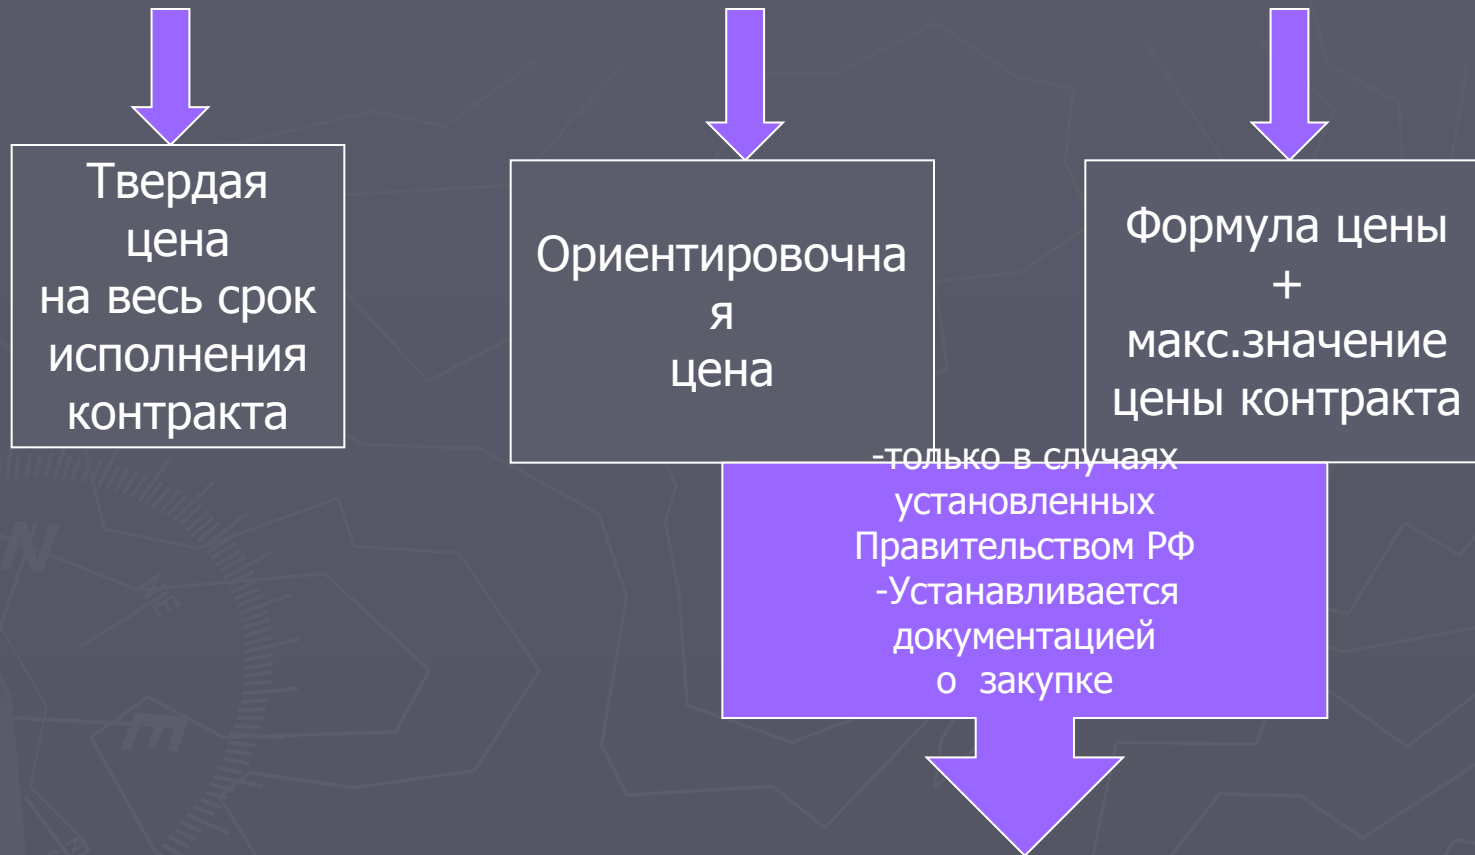 Твердая
цена
на весь срок
исполнения
контракта
Ориентировочна
я
цена
Формула цены
+
макс.значение
цены контракта
-только в случаях
установленных
Правительством РФ
-Устанавливается
документацией
о закупке
N
NE
E